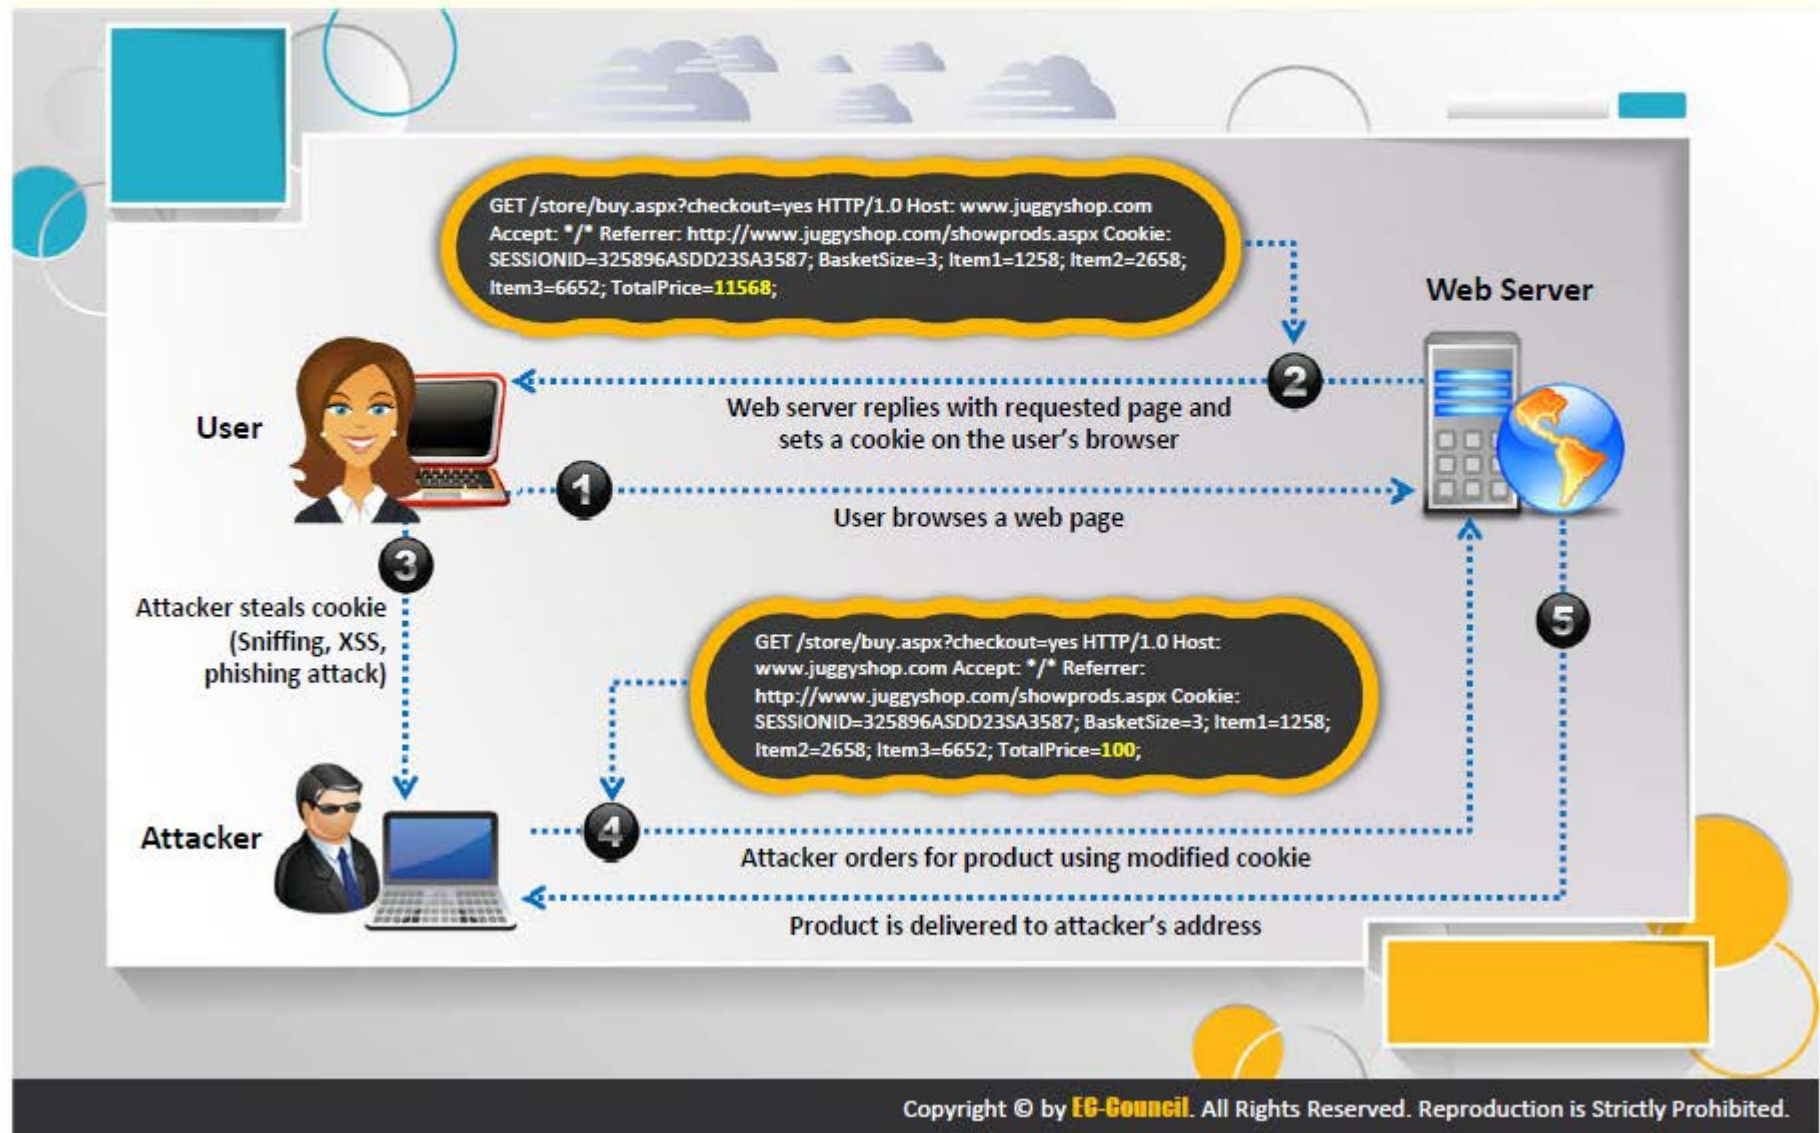 GET /store/buy.aspx?checkout=yes HTTP/1.0 Host: www.juggyshop.com
Accept: */* Referrer: http://www.juggyshop.com/showprods.aspx Cookie:
SESSIONID=325896ASDD23SA3587; BasketSize=3; Item1=1258; Item2=2658;
Item3=6652; TotalPrice=11568;
Web Server
2
Web server replies with requested page and
sets a cookie on the user's browser
User
1
User browses a web page
3
Attacker steals cookie
(Sniffing, XSS,
phishing attack)
5
GET /store/buy.aspx?checkout=yes HTTP/1.0 Host:
www.juggyshop.com Accept: */* Referrer:
http://www.juggyshop.com/showprods.aspx Cookie:
SESSIONID=325896ASDD23SA3587; BasketSize=3; Item1=1258;
Item2=2658; Item3=6652; TotalPrice=100;
Attacker
4
Attacker orders for product using modified cookie
Product is delivered to attacker's address
Copyright © by EC-Council. All Rights Reserved. Reproduction is Strictly Prohibited.